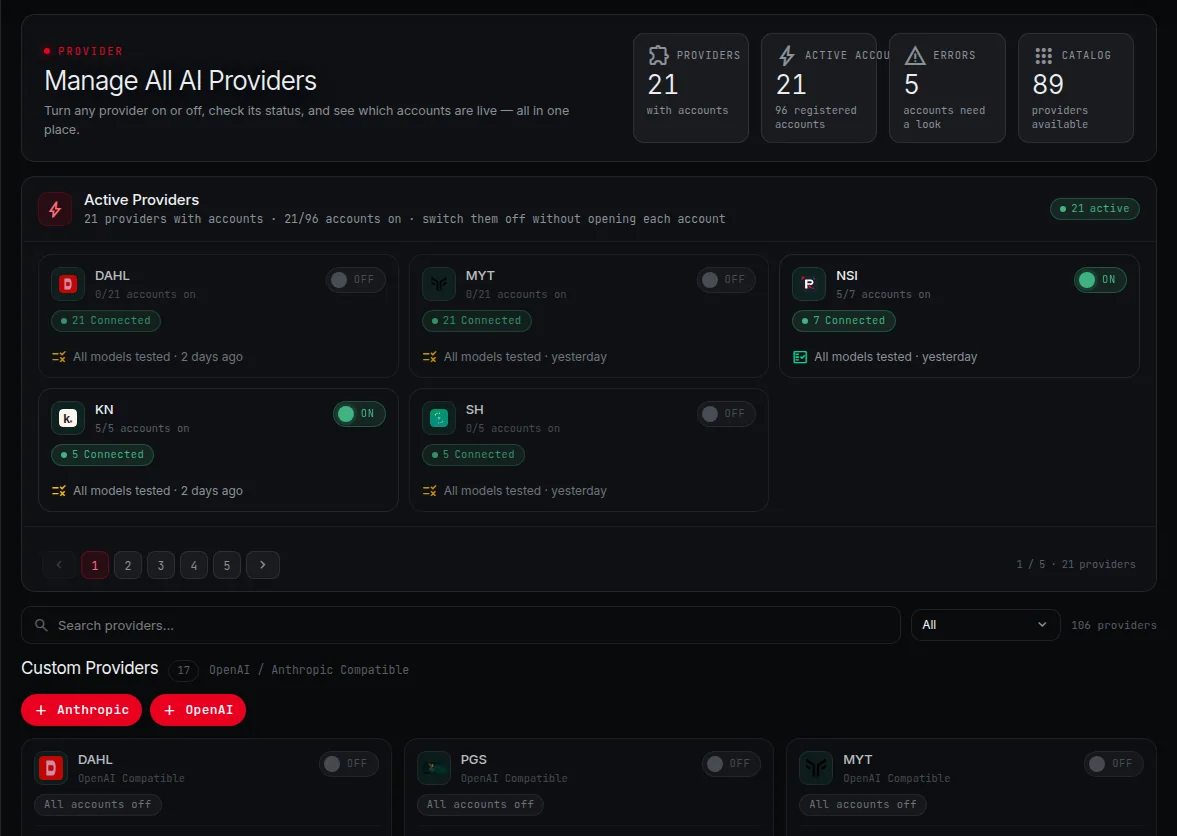 PROVIDER
Manage All AI Providers
Turn any provider on or off, check its status, and see which accounts are live — all in one
place.
PROVIDERS
21
with accounts
ACTIVE ACCOU
21
96 registered
accounts
ERRORS
5
accounts need
a look
CATALOG
89
providers
available
Active Providers
21 providers with accounts · 21/96 accounts on · switch them off without opening each account
21 active
DAHL
0/21 accounts on
OFF
21 Connected
All models tested · 2 days ago
MYT
0/21 accounts on
OFF
21 Connected
All models tested · yesterday
NSI
5/7 accounts on
ON
7 Connected
All models tested · yesterday
k.
KN
5/5 accounts on
ON
5 Connected
All models tested · 2 days ago
SH
0/5 accounts on
OFF
5 Connected
All models tested · yesterday
1 2 3 4 5
1 / 5 · 21 providers
Search providers...
All
106 providers
Custom Providers 17 OpenAI / Anthropic Compatible
+ Anthropic
+ OpenAI
DAHL
OpenAI Compatible
OFF
All accounts off
PGS
OpenAI Compatible
OFF
All accounts off
MYT
OpenAI Compatible
OFF
All accounts off